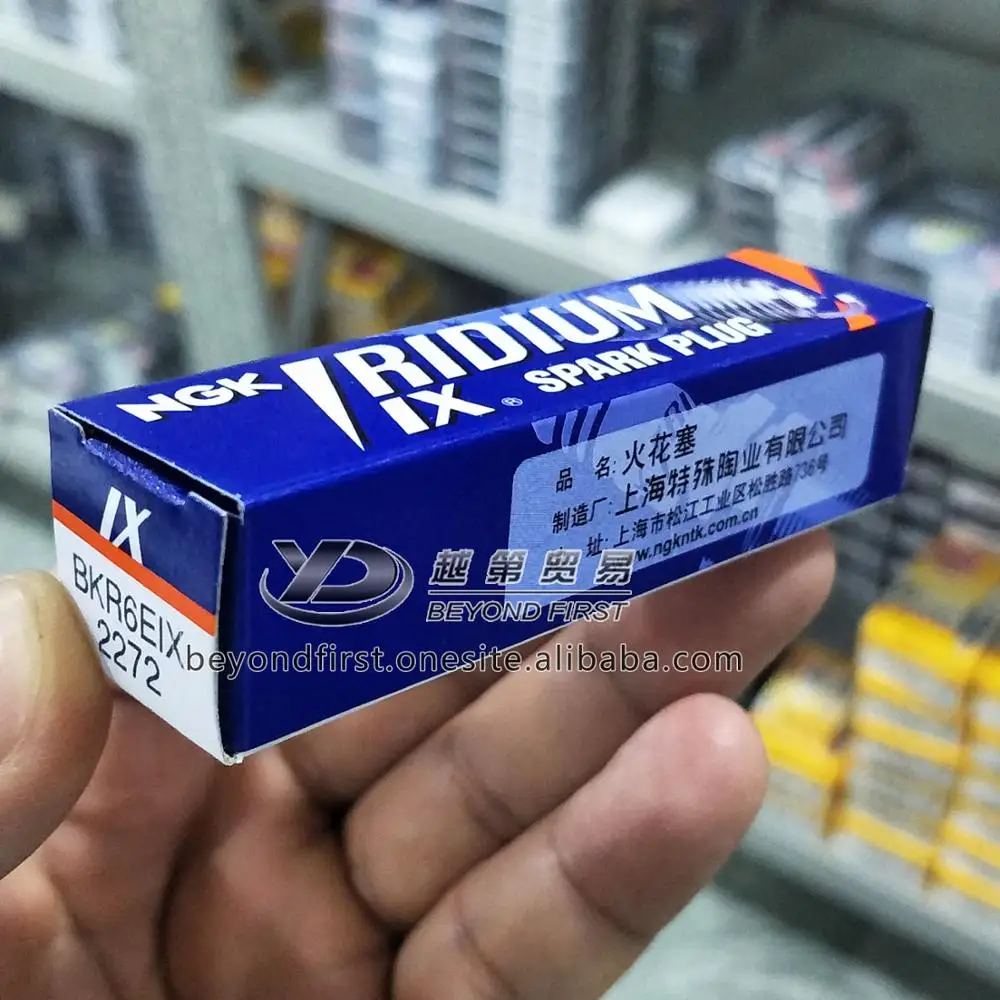 NGK
IRIDIUM
IX ® SPARK PLUG
品 名: 火花塞
制造厂: 上海特殊陶业有限公司
址: 上海市松江工业区松胜路736号
www.ngkntk.com.cn
IX
BKR6EIX
2272
YD 越第贸易
BEYOND FIRST
beyondfirst.onesite.alibaba.com